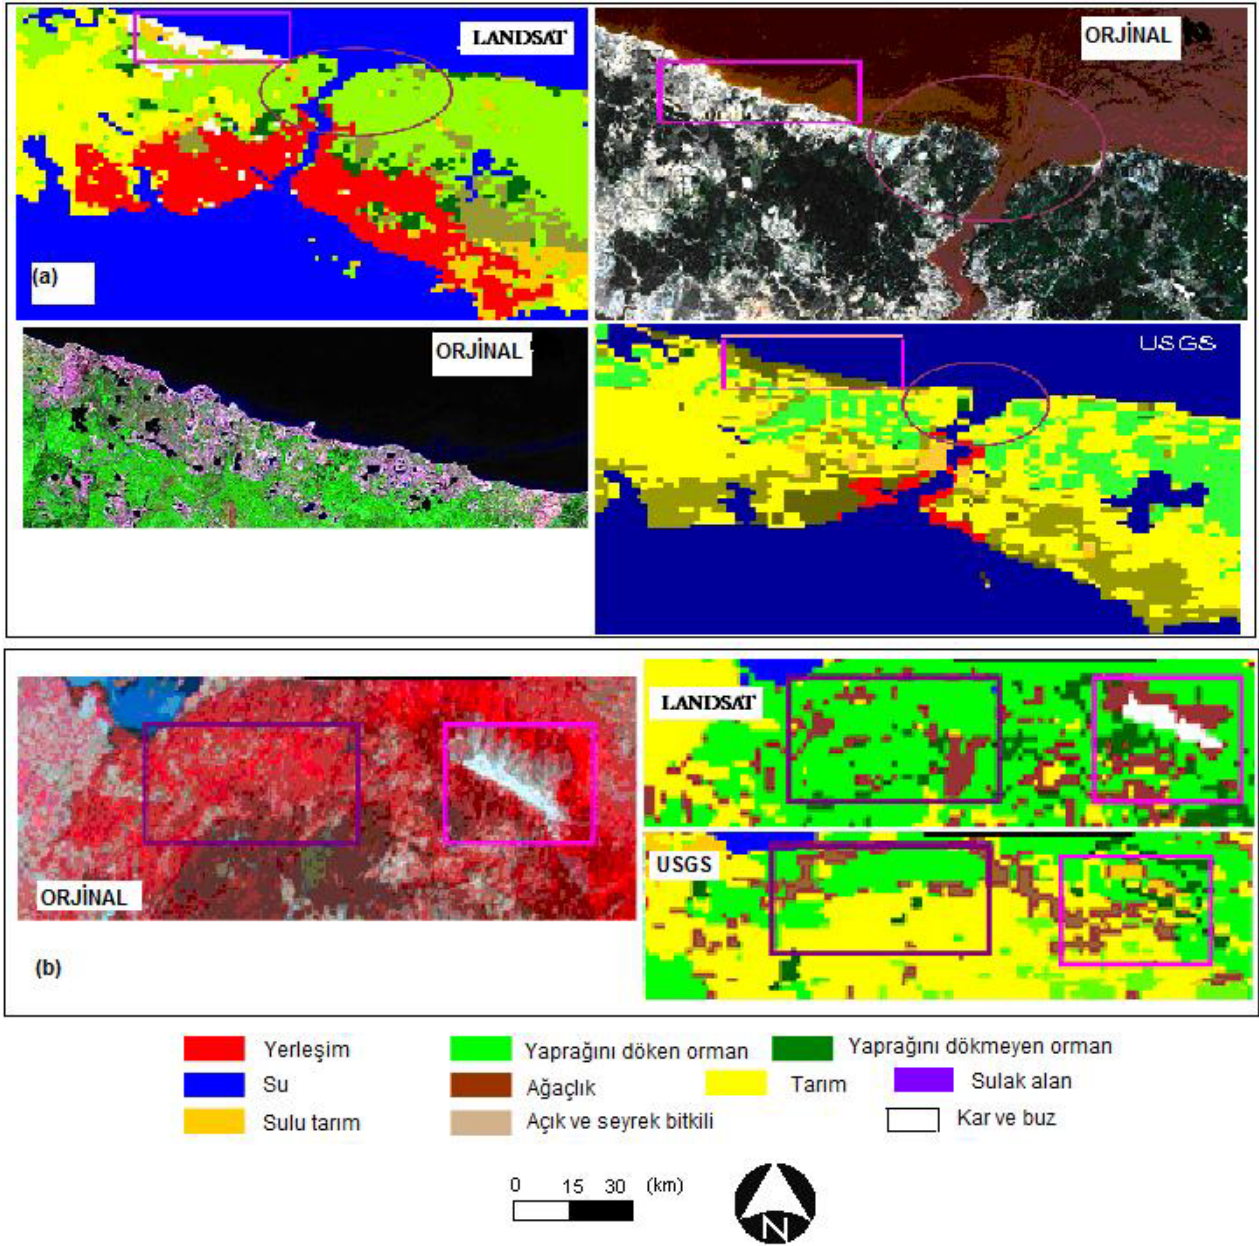 LANDSAT
ORJİNAL
(a)
ORJİNAL
USGS
LANDSAT
USGS
ORJİNAL
(b)
Yerleşim
Yaprağını döken orman
Yaprağını dökmeyen orman
Su
Ağaçlık
Tarım
Sulak alan
Sulu tarım
Açık ve seyrek bitkili
Kar ve buz
0 15 30 (km)
N